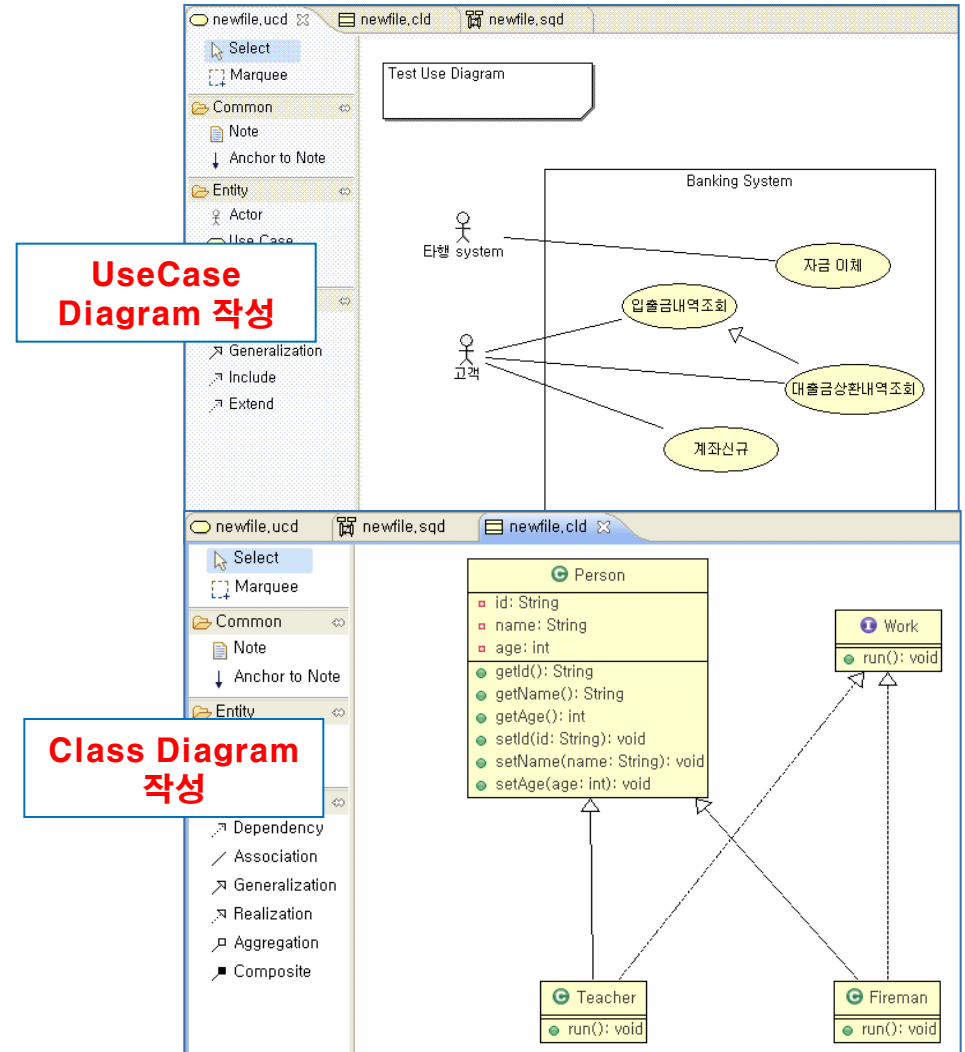 newfile.ucd
newfile.cld
newfile.sqd
Select
Marquee
Common
Note
Anchor to Note
Entity
Actor
Use Case
Generalization
Include
Extend
UseCase
Diagram 작성
Test Use Diagram
Banking System
타행 system
자금 이체
입출금내역조회
고객
대출금상환내역조회
계좌신규
newfile.ucd
newfile.sqd
newfile.cld
Select
Marquee
Common
Note
Anchor to Note
Entity
Class Diagram
작성
Dependency
Association
Generalization
Realization
Aggregation
Composite
C Person
id: String
name: String
age: int
getId(): String
getName(): String
getAge(): int
setId(id: String): void
setName(name: String): void
setAge(age: int): void
I Work
run(): void
C Teacher
run(): void
C Fireman
run(): void